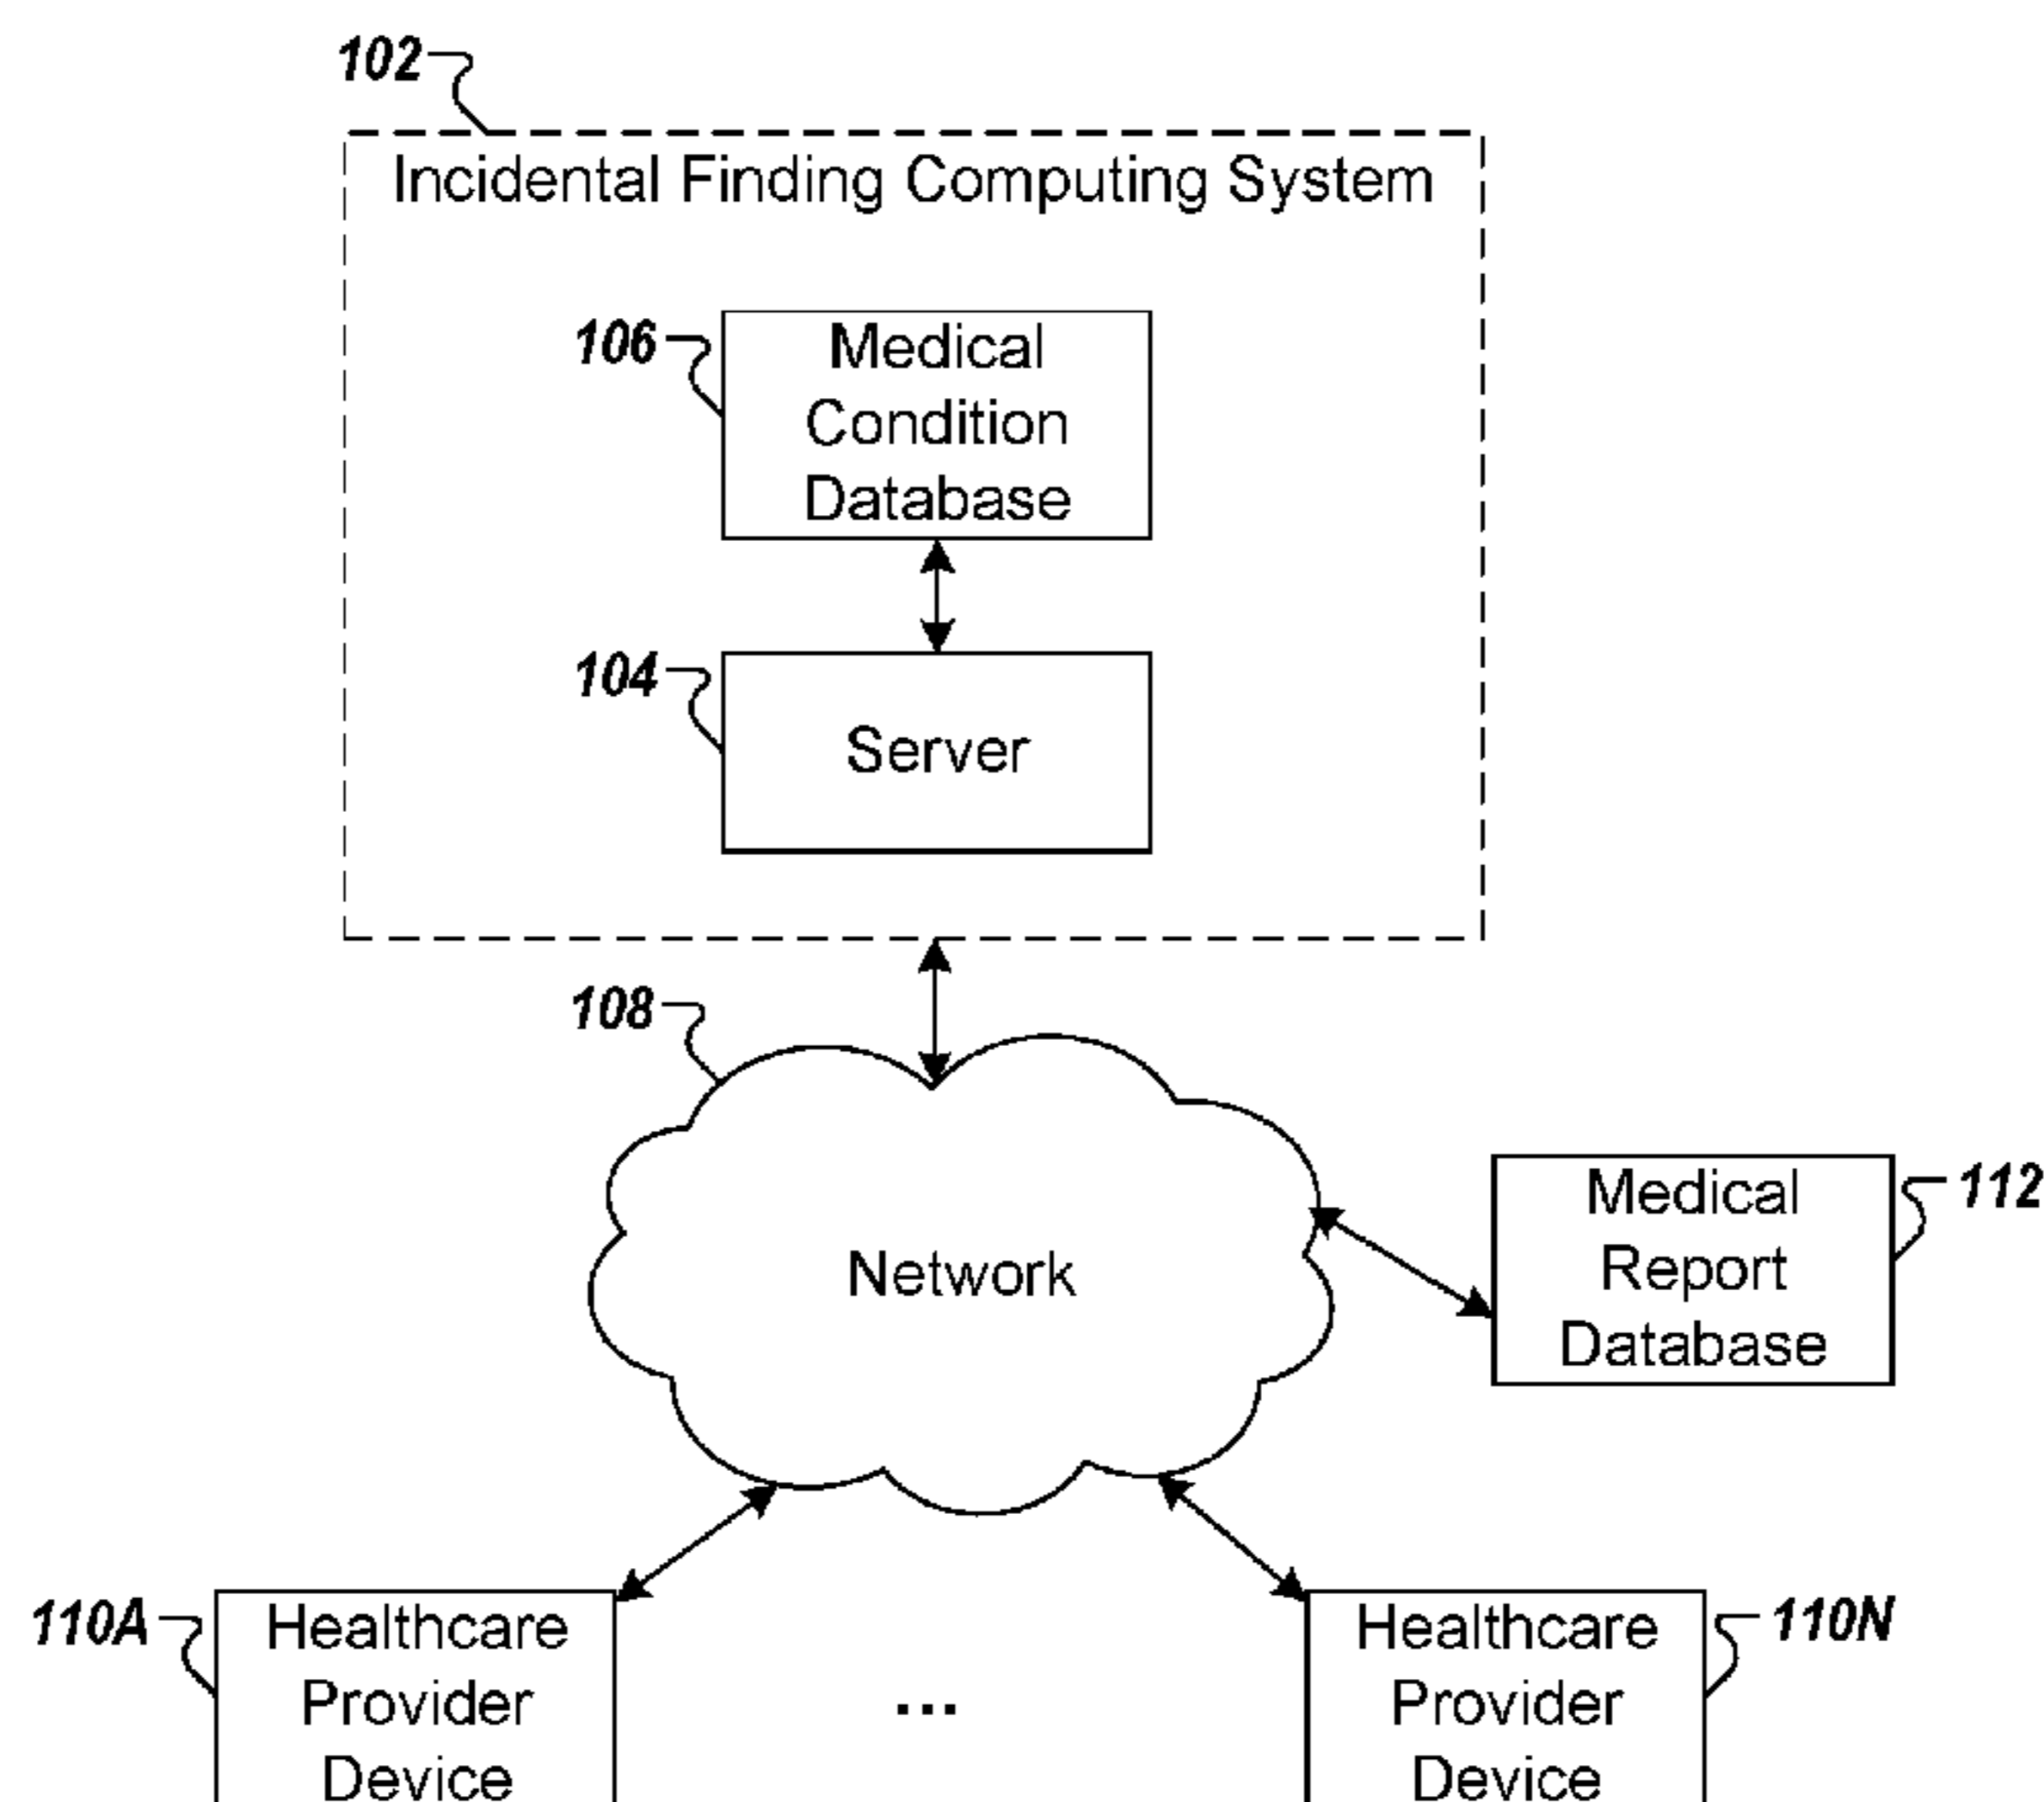 102
Incidental Finding Computing System
106
Medical
Condition
Database
104
Server
108
Network
Medical
Report
Database
112
110A
Healthcare
Provider
Device
...
Healthcare
Provider
Device
110N